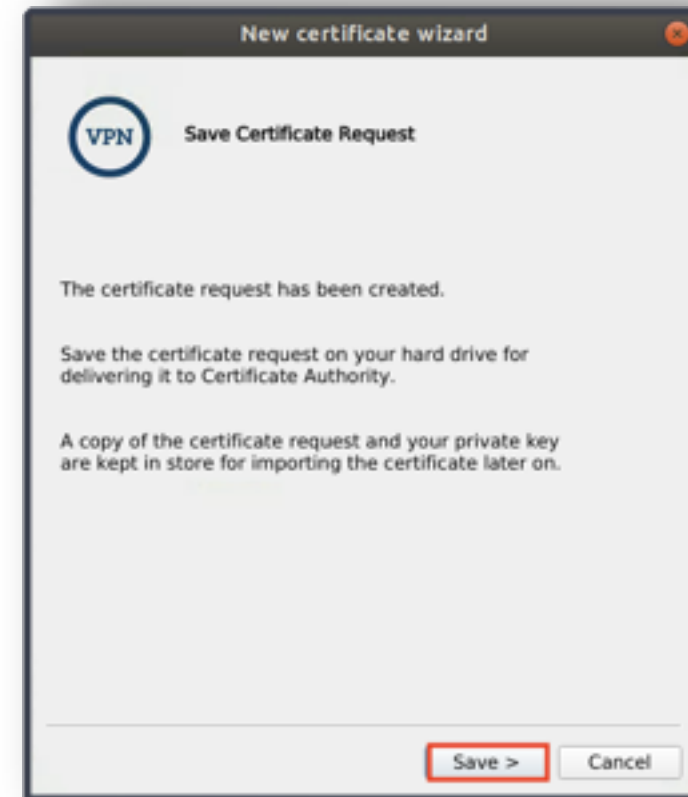 New certificate wizard
VPN
Save Certificate Request
The certificate request has been created.
Save the certificate request on your hard drive for
delivering it to Certificate Authority.
A copy of the certificate request and your private key
are kept in store for importing the certificate later on.
Save > Cancel